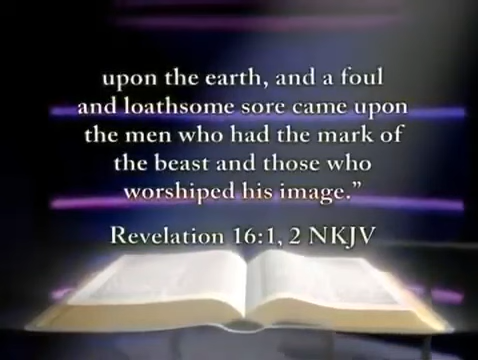 upon the earth, and a foul
and loathsome sore came upon
the men who had the mark of
the beast and those who
worshiped his image.”
Revelation 16:1, 2 NKJV